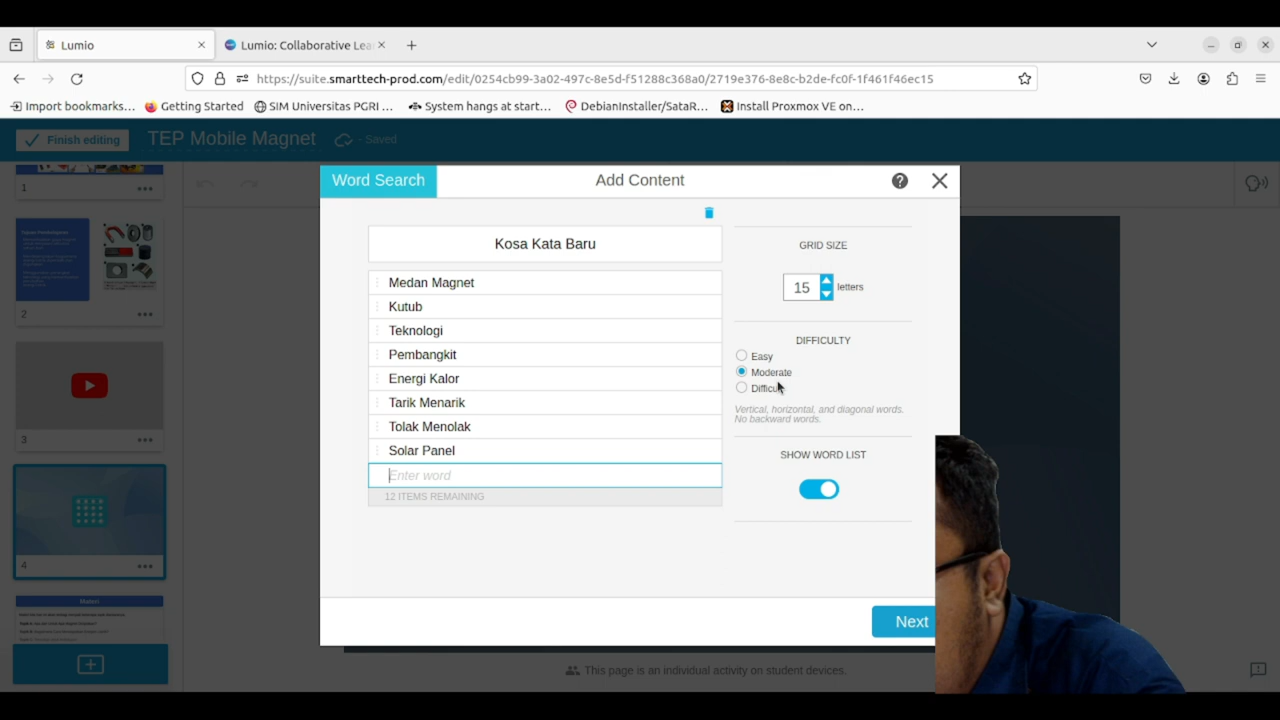 Lumio
Lumio: Collaborative Lea
https://suite.smarttech-prod.com/edit/0254cb99-3a02-497c-8e5d-f51288c368a0/2719e376-8e8c-b2de-fc0f-1f461f46ec15
Import bookmarks...
Getting Started
SIM Universitas PGRI ...
System hangs at start...
DebianInstaller/SataR...
Install Proxmox VE on...
Finish editing
TEP Mobile Magnet
- Saved
Word Search
Add Content
1
2
3
4
Materi
Kosa Kata Baru
Medan Magnet
Kutub
Teknologi
Pembangkit
Energi Kalor
Tarik Menarik
Tolak Menolak
Solar Panel
Enter word
12 ITEMS REMAINING
GRID SIZE
15
letters
DIFFICULTY
Easy
Moderate
Difficult
Vertical, horizontal, and diagonal words.
No backward words.
SHOW WORD LIST
Next
This page is an individual activity on student devices.